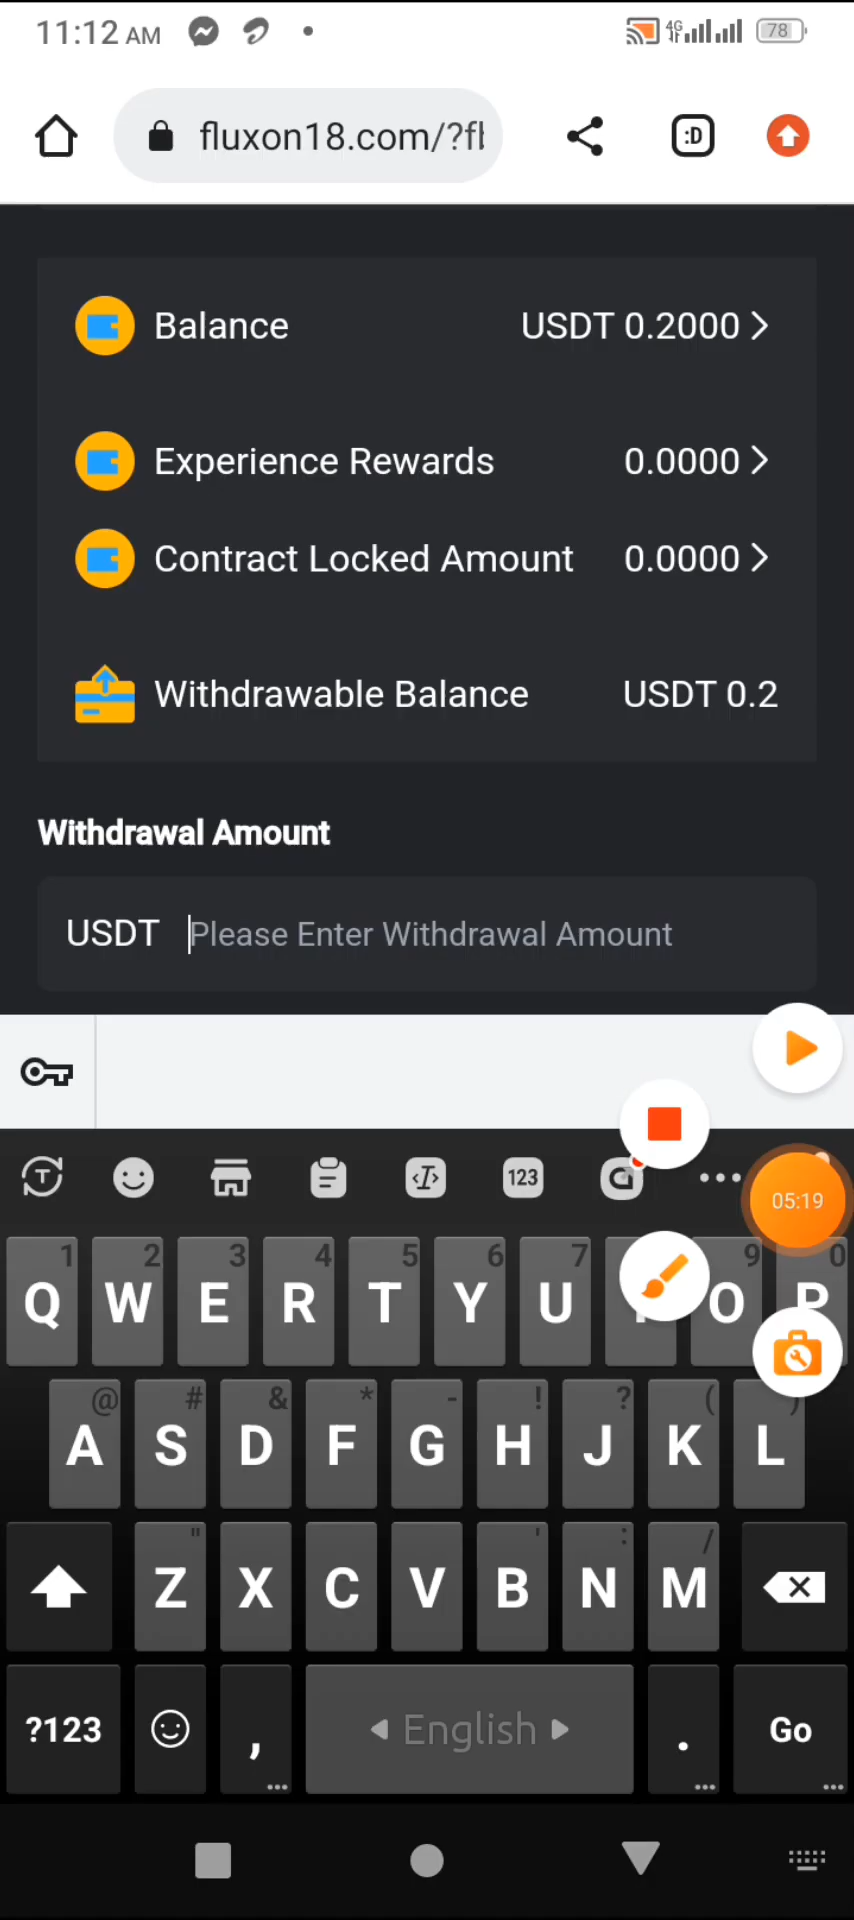 11:12 AM
4G
78
fluxon18.com/?f
:D
Balance USDT 0.2000
Experience Rewards 0.0000
Contract Locked Amount 0.0000
Withdrawable Balance USDT 0.2
Withdrawal Amount
USDT Please Enter Withdrawal Amount
T 123
05:19
1 2 3 4 5 6 7 9 0
Q W E R T Y U O P
@ # & * - ! ? ( )
A S D F G H J K L
" ' : /
Z X C V B N M
?123 , English . Go